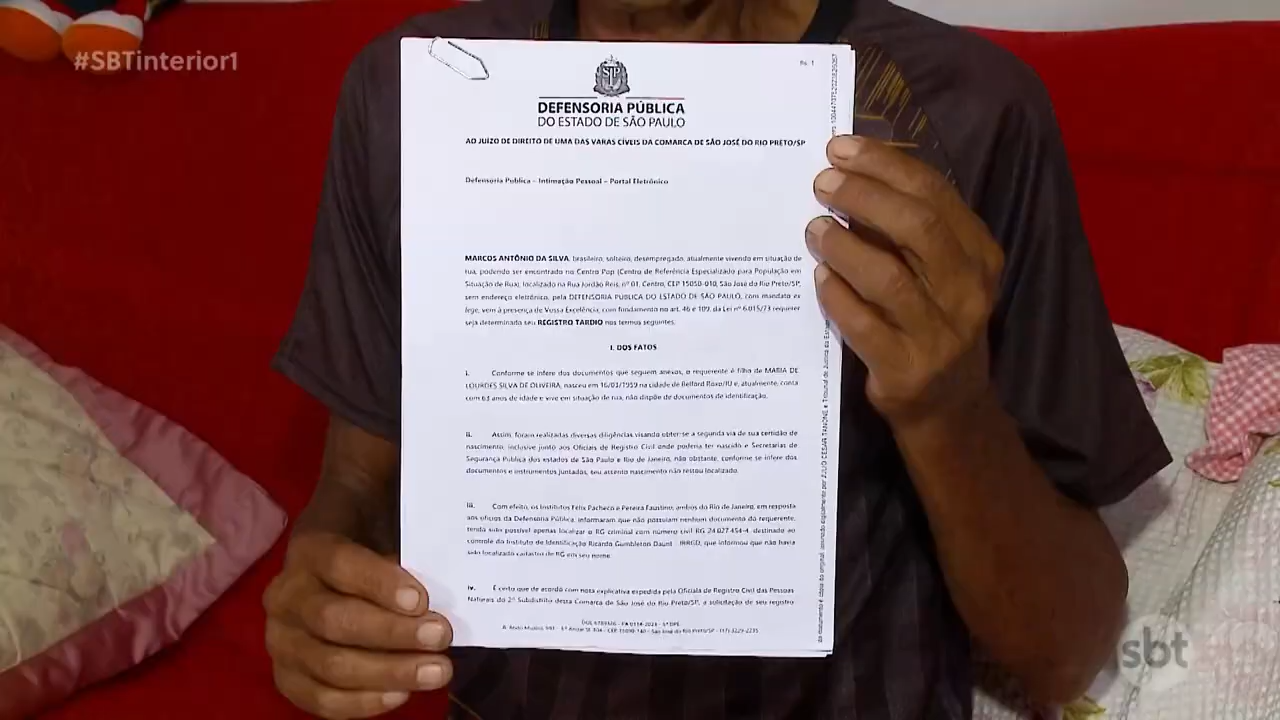 #SBTinterior1
Fls. 1
DEFENSORIA PÚBLICA
DO ESTADO DE SÃO PAULO
AO JUÍZO DE DIREITO DE UMA DAS VARAS CÍVEIS DA COMARCA DE SÃO JOSÉ DO RIO PRETO/SP
Defensoria Pública – Intimação Pessoal – Portal Eletrônico
MARCOS ANTÔNIO DA SILVA, brasileiro, solteiro, desempregado, atualmente vivendo em situação de
rua, podendo ser encontrado no Centro Pop (Centro de Referência Especializado para População em
Situação de Rua), localizado na Rua Jordão Reis, nº 01, Centro, CEP 15050-010, São José do Rio Preto/SP,
sem endereço eletrônico, pela DEFENSORIA PÚBLICA DO ESTADO DE SÃO PAULO, com mandato ex
lege, vem à presença de Vossa Excelência, com fundamento no art. 46 e 109, da Lei nº 6.015/73 requerer
seja determinada seu REGISTRO TARDIO nos termos seguintes.
I. DOS FATOS
i. Conforme se infere dos documentos que seguem anexos, o requerente é filho de MARIA DE
LOURDES SILVA DE OLIVEIRA, nasceu em 16/01/1959 na cidade de Belford Roxo/RJ e, atualmente, conta
com 63 anos de idade e vive em situação de rua, não dispõe de documentos de identificação.
ii. Assim, foram realizadas diversas diligências visando obter-se a segunda via de sua certidão de
nascimento, inclusive junto aos Oficiais de Registro Civil onde poderia ter nascido e Secretarias de
Segurança Pública dos estados de São Paulo e Rio de Janeiro, não obstante, conforme se infere dos
documentos e instrumentos juntados, seu assento nascimento não restou localizado.
iii. Com efeito, os Institutos Félix Pacheco e Pereira Faustino, ambos do Rio de Janeiro, em resposta
aos ofícios da Defensoria Pública, informaram que não possuíam nenhum documento do requerente,
tendo sido possível apenas localizar o RG criminal com número civil RG 24.027.454-4, destinado ao
controle do Instituto de Identificação Ricardo Gumbleton Daunt - IIRGD, que informou que não havia
sido localizado cadastro de RG em seu nome.
iv. É certo que de acordo com nota explicativa expedida pela Oficiala de Registro Civil das Pessoas
Naturais do 2º Subdistrito desta Comarca de São José do Rio Preto/SP, a solicitação de seu registro
CEP 15090-140 - São José do Rio Preto/SP - (17) 3229-2235
sbt